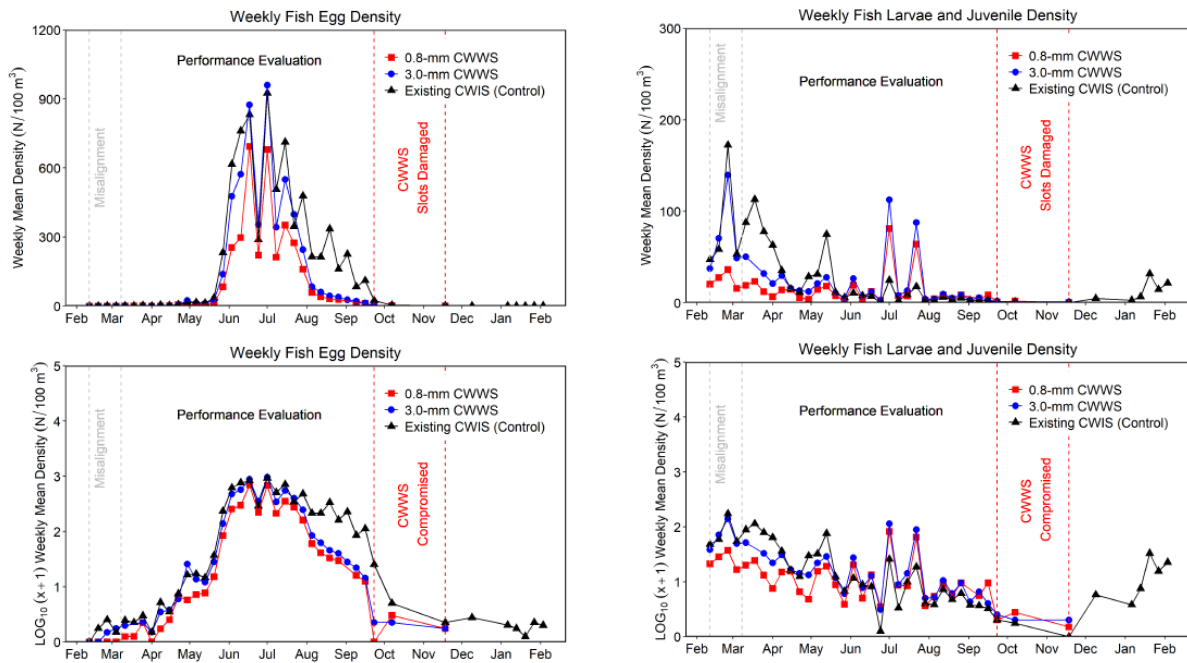 Weekly Fish Egg Density
Weekly Mean Density (N/100 m³)
1200
900
600
300
0
Misalignment
Performance Evaluation
0.8-mm CWWS
3.0-mm CWWS
Existing CWIS (Control)
CWWS
Slots Damaged
Feb Mar Apr May Jun Jul Aug Sep Oct Nov Dec Jan Feb
Weekly Fish Larvae and Juvenile Density
Weekly Mean Density (N/100 m³)
300
200
100
0
Misalignment
Performance Evaluation
0.8-mm CWWS
3.0-mm CWWS
Existing CWIS (Control)
CWWS
Slots Damaged
Feb Mar Apr May Jun Jul Aug Sep Oct Nov Dec Jan Feb
Weekly Fish Egg Density
LOG₁₀ (x + 1) Weekly Mean Density (N/100 m³)
5
4
3
2
1
0
Misalignment
Performance Evaluation
0.8-mm CWWS
3.0-mm CWWS
Existing CWIS (Control)
CWWS
Compromised
Feb Mar Apr May Jun Jul Aug Sep Oct Nov Dec Jan Feb
Weekly Fish Larvae and Juvenile Density
LOG₁₀ (x + 1) Weekly Mean Density (N/100 m³)
5
4
3
2
1
0
Misalignment
Performance Evaluation
0.8-mm CWWS
3.0-mm CWWS
Existing CWIS (Control)
CWWS
Compromised
Feb Mar Apr May Jun Jul Aug Sep Oct Nov Dec Jan Feb